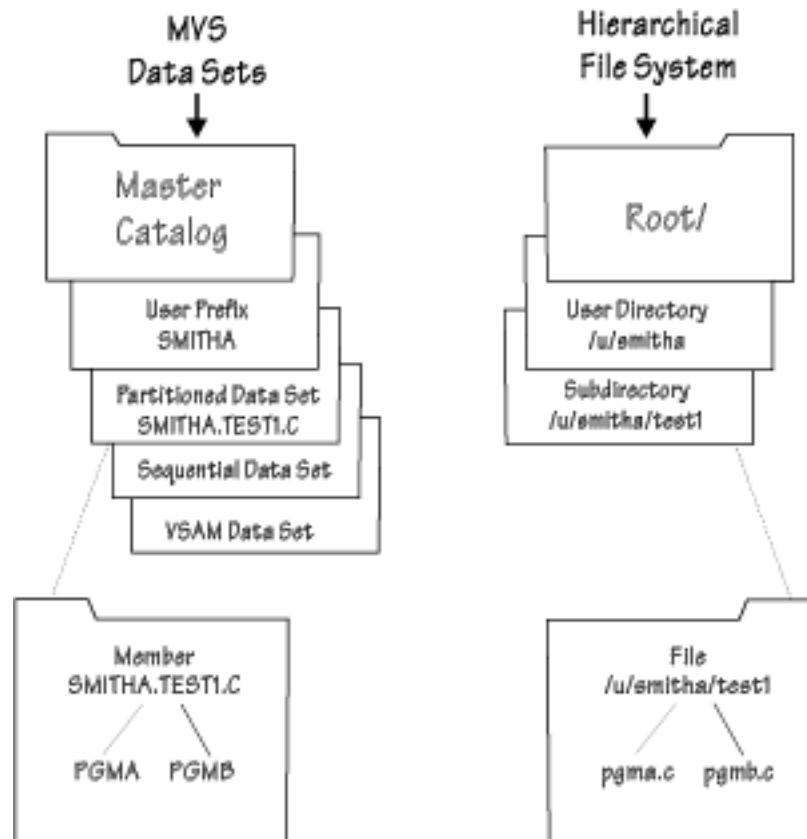 MVS
Data Sets
Master
Catalog
User Prefix
SMITHA
Partitioned Data Set
SMITHA.TEST1.C
Sequential Data Set
VSAM Data Set
Member
SMITHA.TEST1.C
PGMA PGMB
Hierarchical
File System
Root/
User Directory
/u/smitha
Subdirectory
/u/smitha/test1
File
/u/smitha/test1
pgma.c pgmb.c